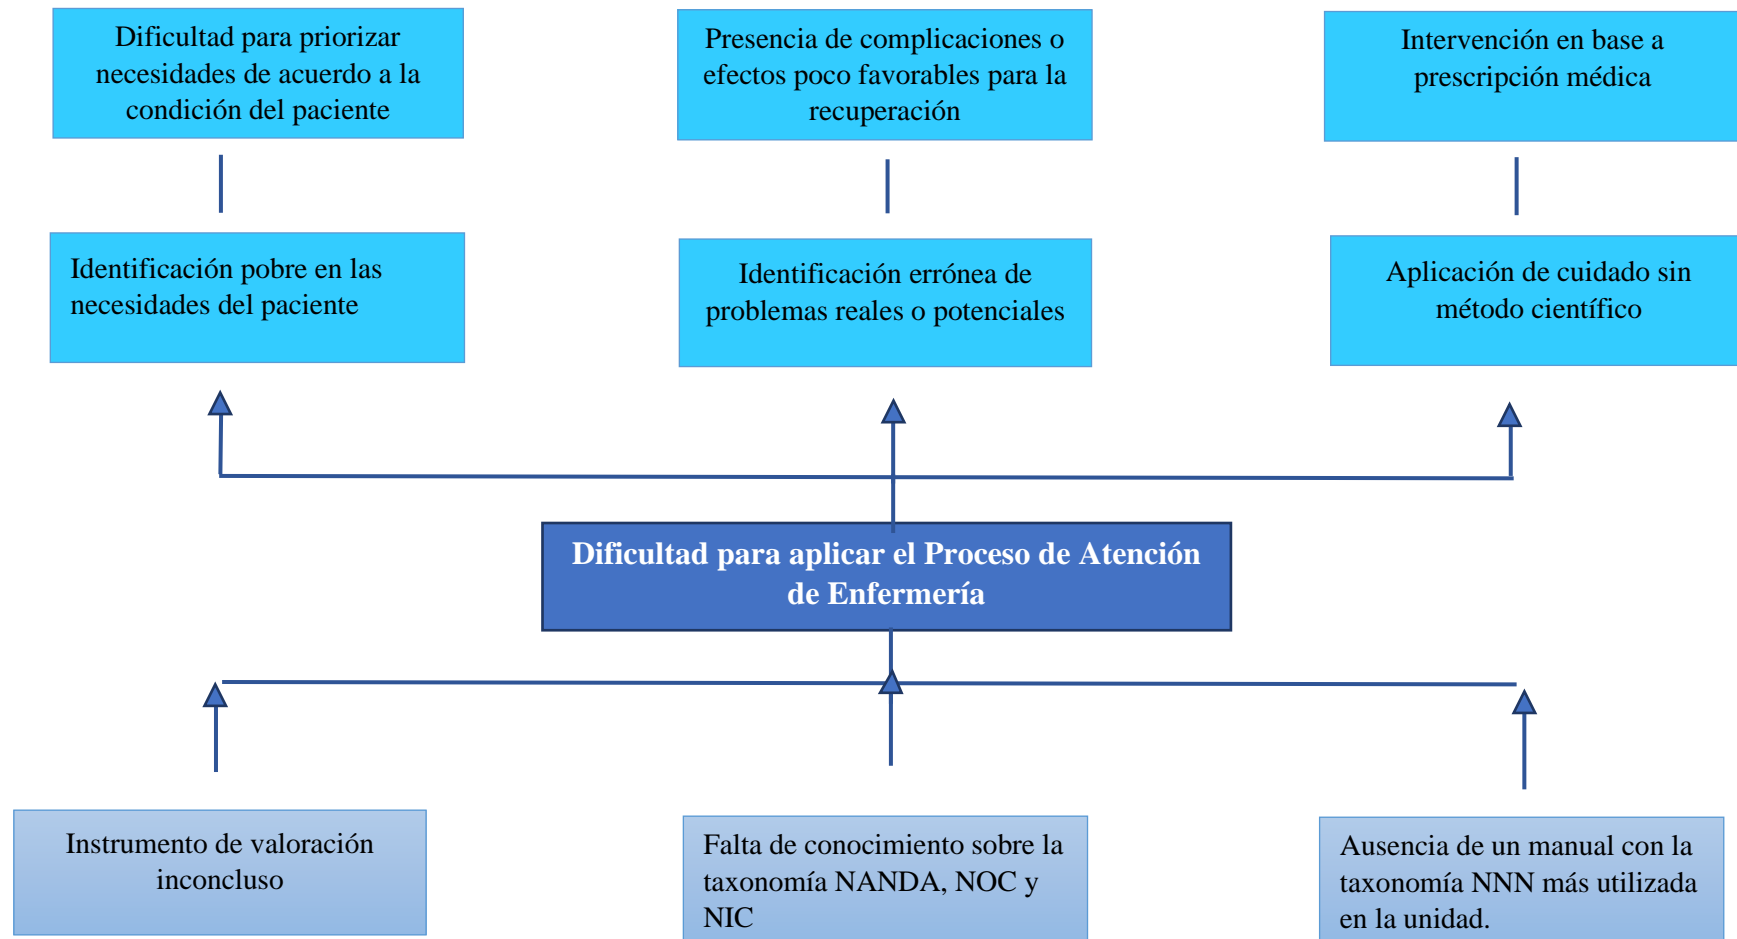 Dificultad para priorizar
necesidades de acuerdo a la
condición del paciente
Presencia de complicaciones o
efectos poco favorables para la
recuperación
Intervención en base a
prescripción médica
Identificación pobre en las
necesidades del paciente
Identificación errónea de
problemas reales o potenciales
Aplicación de cuidado sin
método científico
Dificultad para aplicar el Proceso de Atención
de Enfermería
Instrumento de valoración
inconcluso
Falta de conocimiento sobre la
taxonomía NANDA, NOC y
NIC
Ausencia de un manual con la
taxonomía NNN más utilizada
en la unidad.